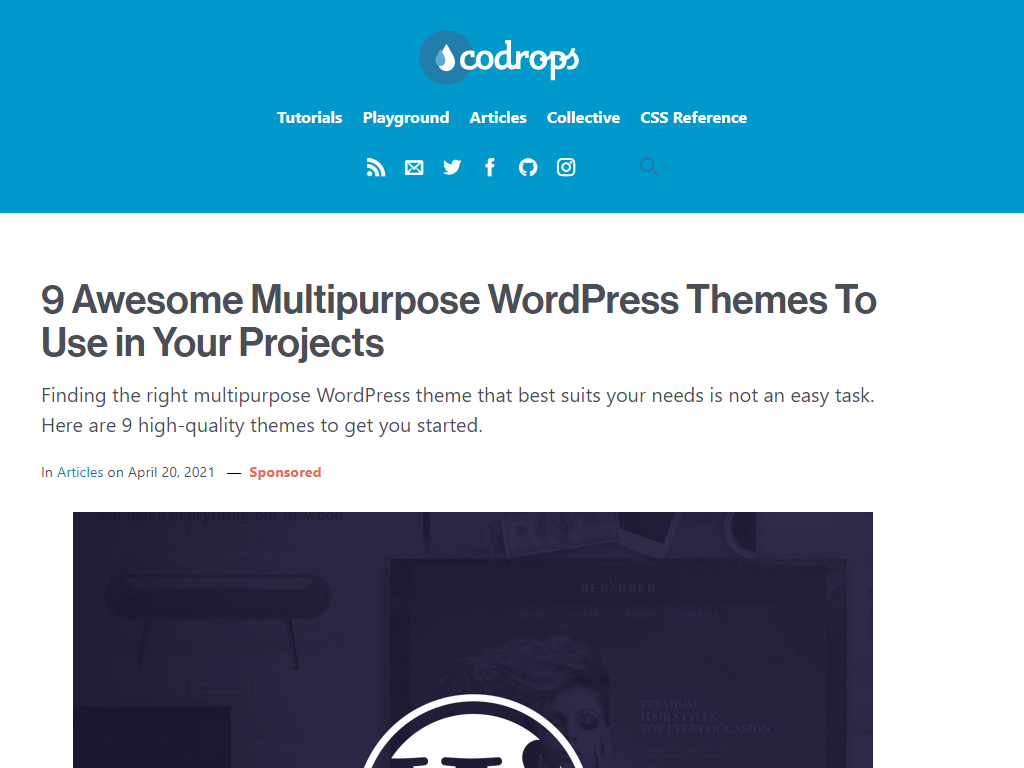 codrops
Tutorials Playground Articles Collective CSS Reference
9 Awesome Multipurpose WordPress Themes To
Use in Your Projects
Finding the right multipurpose WordPress theme that best suits your needs is not an easy task.
Here are 9 high-quality themes to get you started.
In Articles on April 20, 2021 — Sponsored
We make everything out of wood
BEBARBER
PREMIUM
HAIRSTYLES
FOR EVERY OCCASION